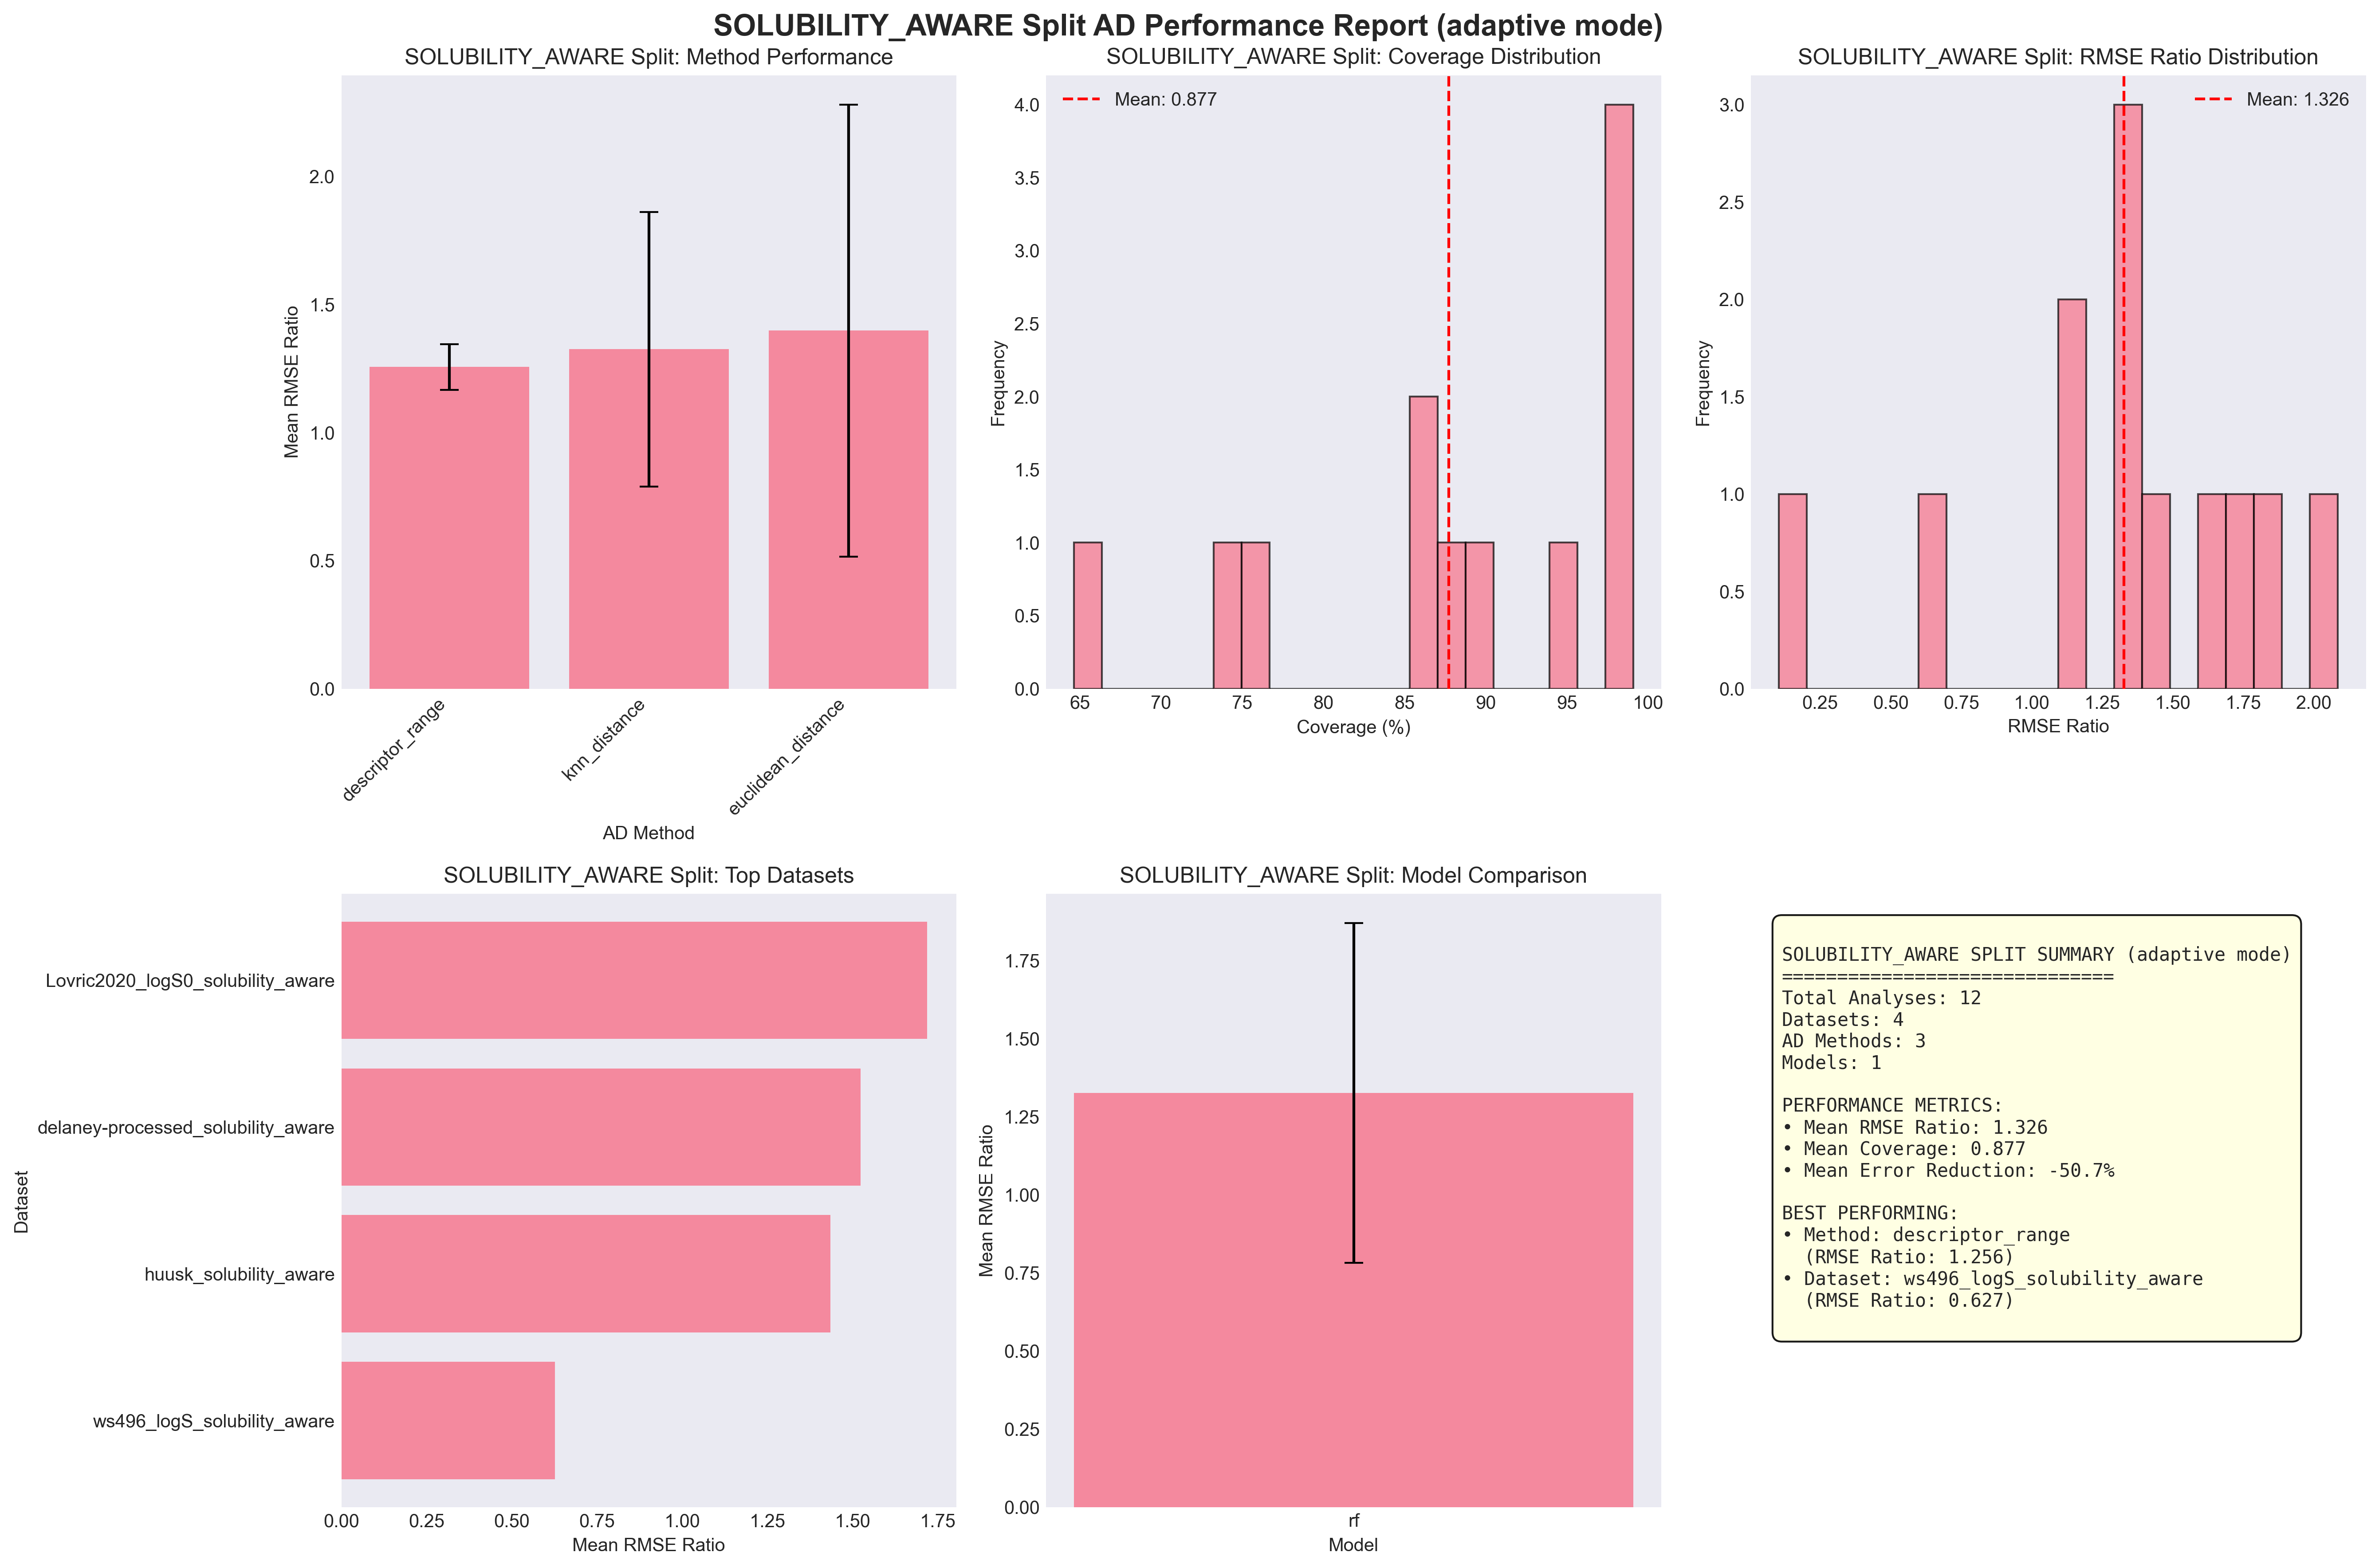 SOLUBILITY_AWARE Split AD Performance Report (adaptive mode)
SOLUBILITY_AWARE Split: Method Performance
Mean RMSE Ratio
2.0
1.5
1.0
0.5
0.0
descriptor_range
knn_distance
euclidean_distance
AD Method
SOLUBILITY_AWARE Split: Coverage Distribution
Mean: 0.877
Frequency
4.0
3.5
3.0
2.5
2.0
1.5
1.0
0.5
0.0
65 70 75 80 85 90 95 100
Coverage (%)
SOLUBILITY_AWARE Split: RMSE Ratio Distribution
Mean: 1.326
Frequency
3.0
2.5
2.0
1.5
1.0
0.5
0.0
0.25 0.50 0.75 1.00 1.25 1.50 1.75 2.00
RMSE Ratio
SOLUBILITY_AWARE Split: Top Datasets
Dataset
Lovric2020_logS0_solubility_aware
delaney-processed_solubility_aware
huusk_solubility_aware
ws496_logS_solubility_aware
0.00 0.25 0.50 0.75 1.00 1.25 1.50 1.75
Mean RMSE Ratio
SOLUBILITY_AWARE Split: Model Comparison
Mean RMSE Ratio
1.75
1.50
1.25
1.00
0.75
0.50
0.25
0.00
rf
Model
SOLUBILITY_AWARE SPLIT SUMMARY (adaptive mode)
==============================
Total Analyses: 12
Datasets: 4
AD Methods: 3
Models: 1
PERFORMANCE METRICS:
• Mean RMSE Ratio: 1.326
• Mean Coverage: 0.877
• Mean Error Reduction: -50.7%
BEST PERFORMING:
• Method: descriptor_range
(RMSE Ratio: 1.256)
• Dataset: ws496_logS_solubility_aware
(RMSE Ratio: 0.627)